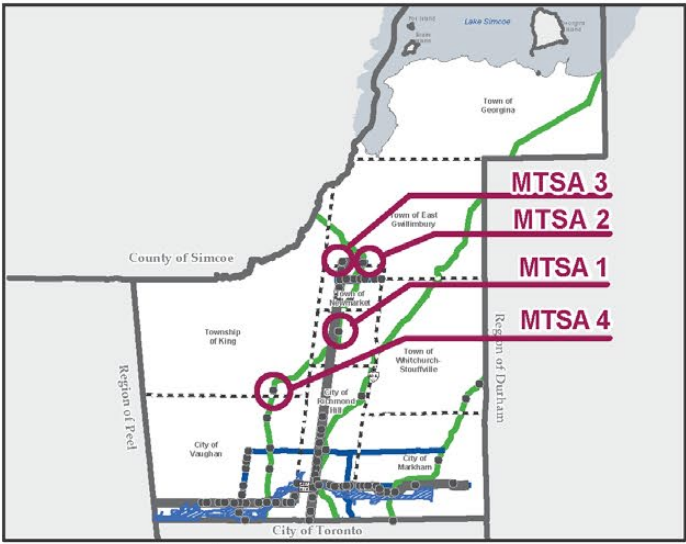 Lake Simcoe
Town of
Georgina
MTSA 3
Town of East
Gwillimbury
MTSA 2
County of Simcoe
MTSA 1
Town of
Newmarket
MTSA 4
Township
of King
Town of
Whitchurch-
Stouffville
Region of Durham
Region of Peel
City of
Richmond
Hill
City of
Vaughan
City of
Markham
City of Toronto